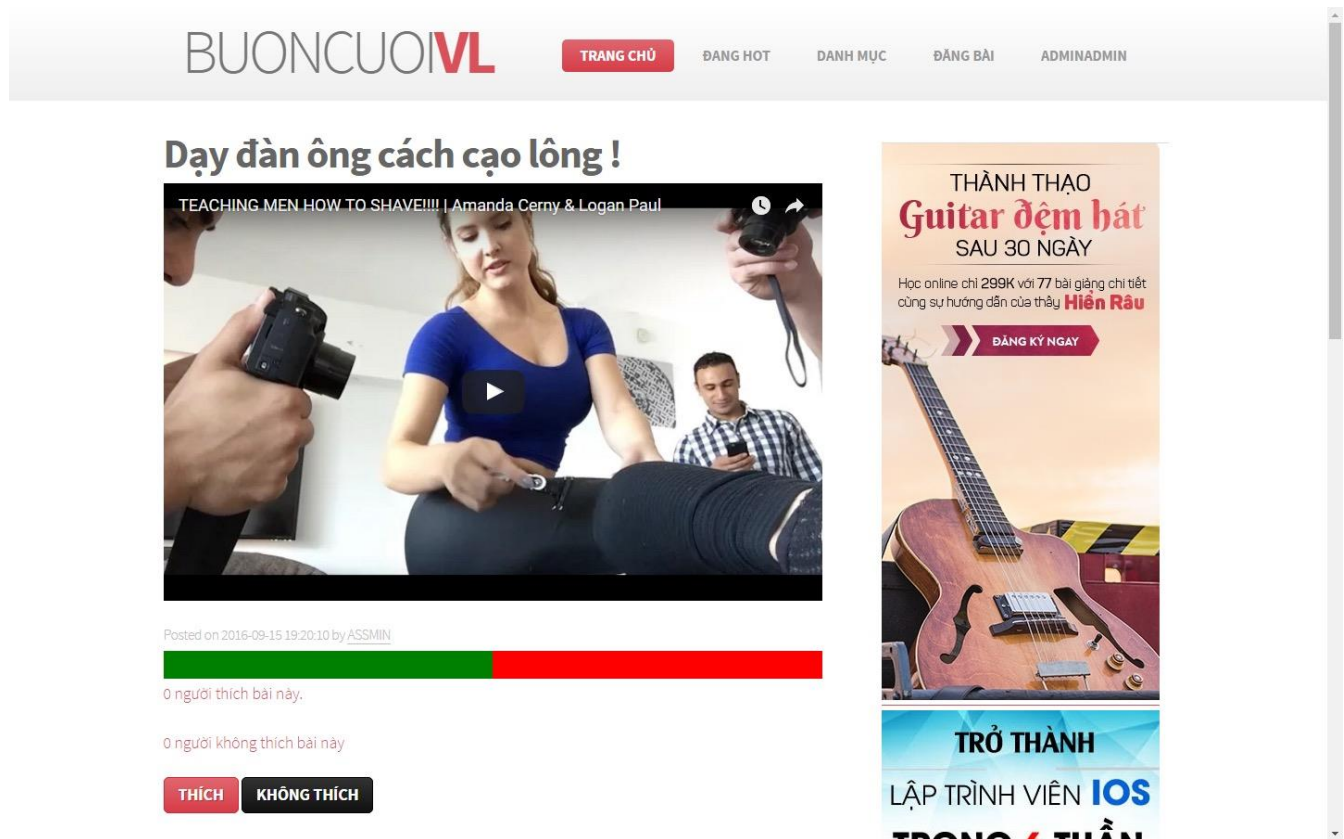 BUONCUOIVL
TRANG CHỦ ĐANG HOT DANH MỤC ĐĂNG BÀI ADMINADMIN
Dạy đàn ông cách cạo lông !
TEACHING MEN HOW TO SHAVE!!!! | Amanda Cerny & Logan Paul
Posted on 2016-09-15 19:20:10 by ASSMIN
0 người thích bài này.
0 người không thích bài này
THÍCH KHÔNG THÍCH
THÀNH THẠO
Guitar đệm hát
SAU 30 NGÀY
Học online chỉ 299K với 77 bài giảng chi tiết
cùng sự hướng dẫn của thầy Hiển Râu
ĐĂNG KÝ NGAY
TRỞ THÀNH
LẬP TRÌNH VIÊN IOS
TRONG 6 TUẦN